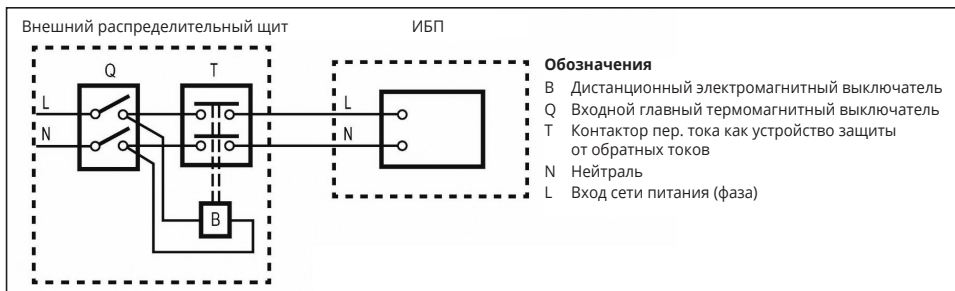 Внешний распределительный щит
ИБП
Q
T
L
N
B
L
N
Обозначения
B Дистанционный электромагнитный выключатель
Q Входной главный термомагнитный выключатель
T Контактор пер. тока как устройство защиты
от обратных токов
N Нейтраль
L Вход сети питания (фаза)